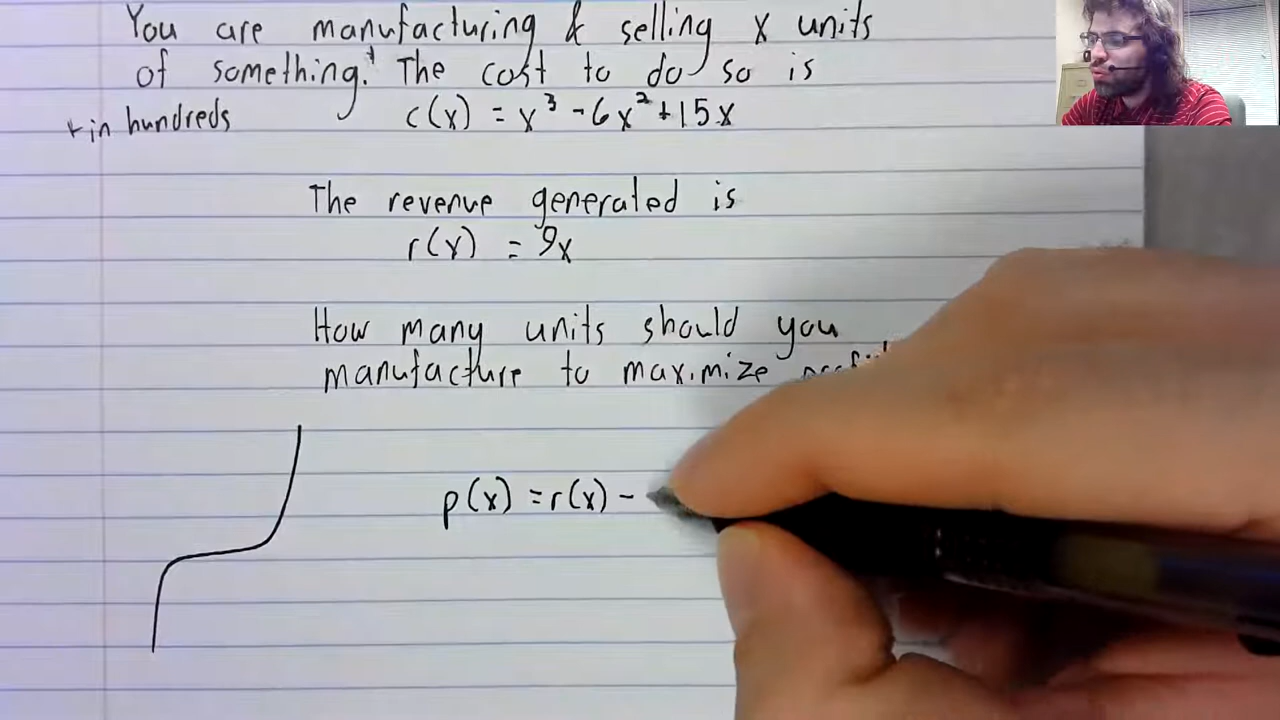 You are manufacturing & selling x units
of something.⁺ The cost to do so is
+ in hundreds c(x) = x³ - 6x² + 15x
The revenue generated is
r(x) = 9x
How many units should you
manufacture to maximize
p(x) = r(x) -